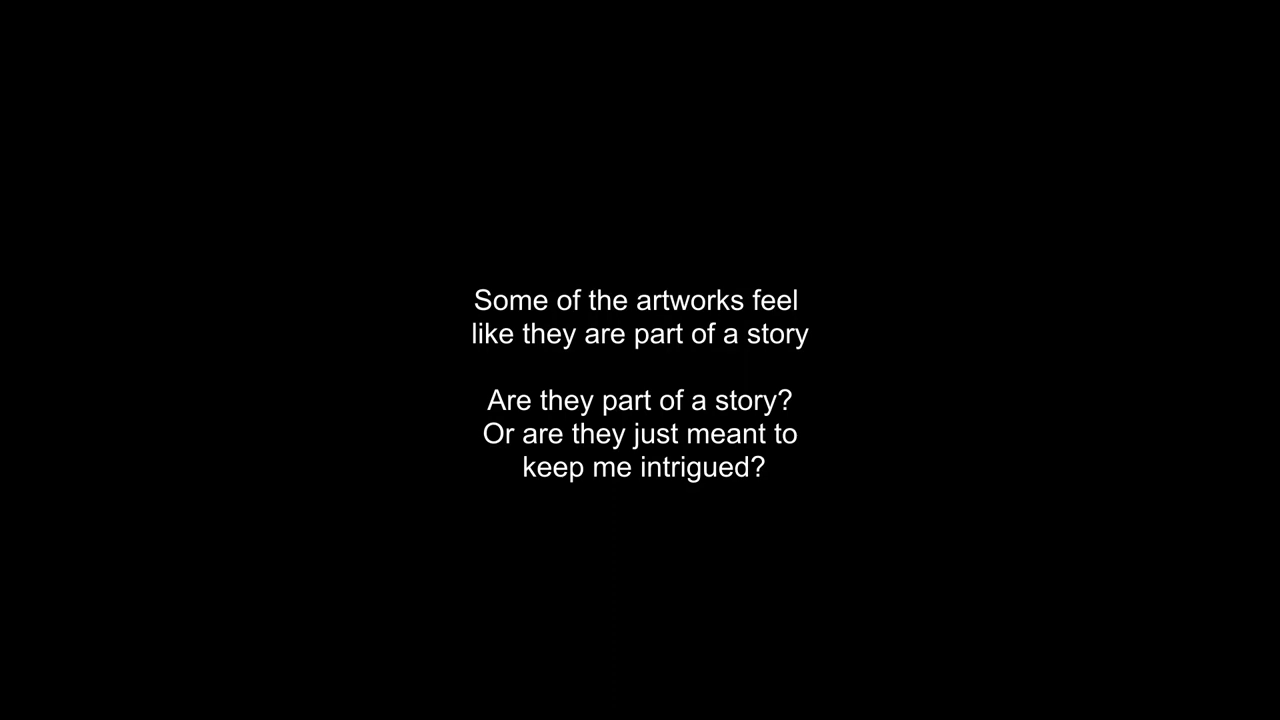 Some of the artworks feel
like they are part of a story
Are they part of a story?
Or are they just meant to
keep me intrigued?